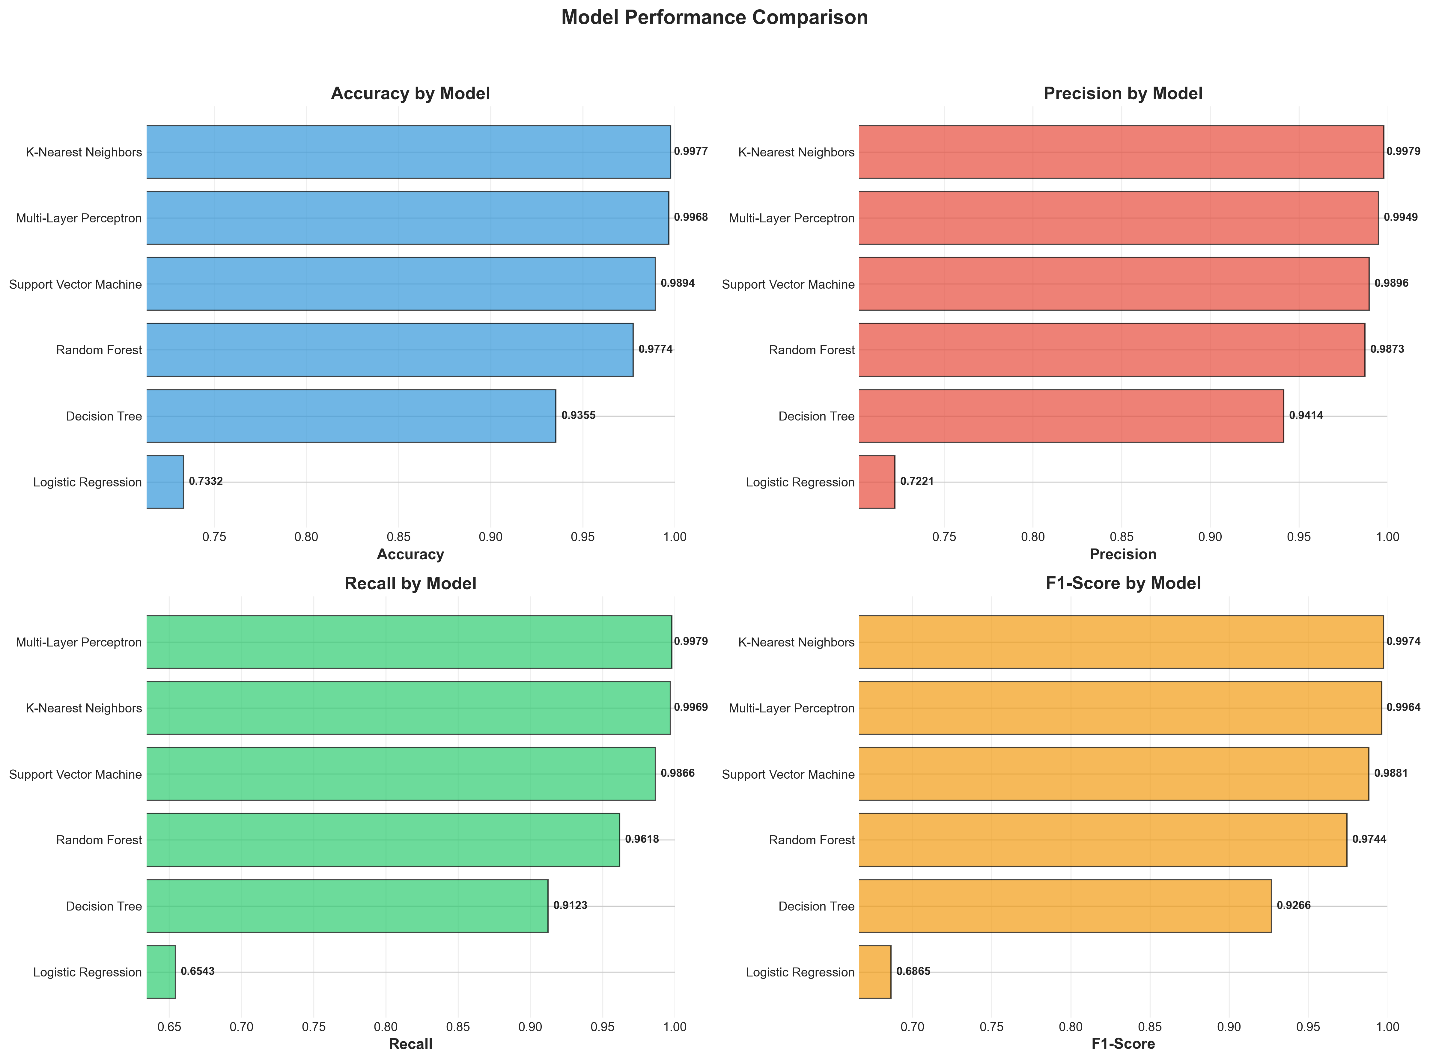 Model Performance Comparison
Accuracy by Model
K-Nearest Neighbors 0.9977
Multi-Layer Perceptron 0.9968
Support Vector Machine 0.9894
Random Forest 0.9774
Decision Tree 0.9355
Logistic Regression 0.7332
0.75 0.80 0.85 0.90 0.95 1.00
Accuracy
Precision by Model
K-Nearest Neighbors 0.9979
Multi-Layer Perceptron 0.9949
Support Vector Machine 0.9896
Random Forest 0.9873
Decision Tree 0.9414
Logistic Regression 0.7221
0.75 0.80 0.85 0.90 0.95 1.00
Precision
Recall by Model
Multi-Layer Perceptron 0.9979
K-Nearest Neighbors 0.9969
Support Vector Machine 0.9866
Random Forest 0.9618
Decision Tree 0.9123
Logistic Regression 0.6543
0.65 0.70 0.75 0.80 0.85 0.90 0.95 1.00
Recall
F1-Score by Model
K-Nearest Neighbors 0.9974
Multi-Layer Perceptron 0.9964
Support Vector Machine 0.9881
Random Forest 0.9744
Decision Tree 0.9266
Logistic Regression 0.6865
0.70 0.75 0.80 0.85 0.90 0.95 1.00
F1-Score